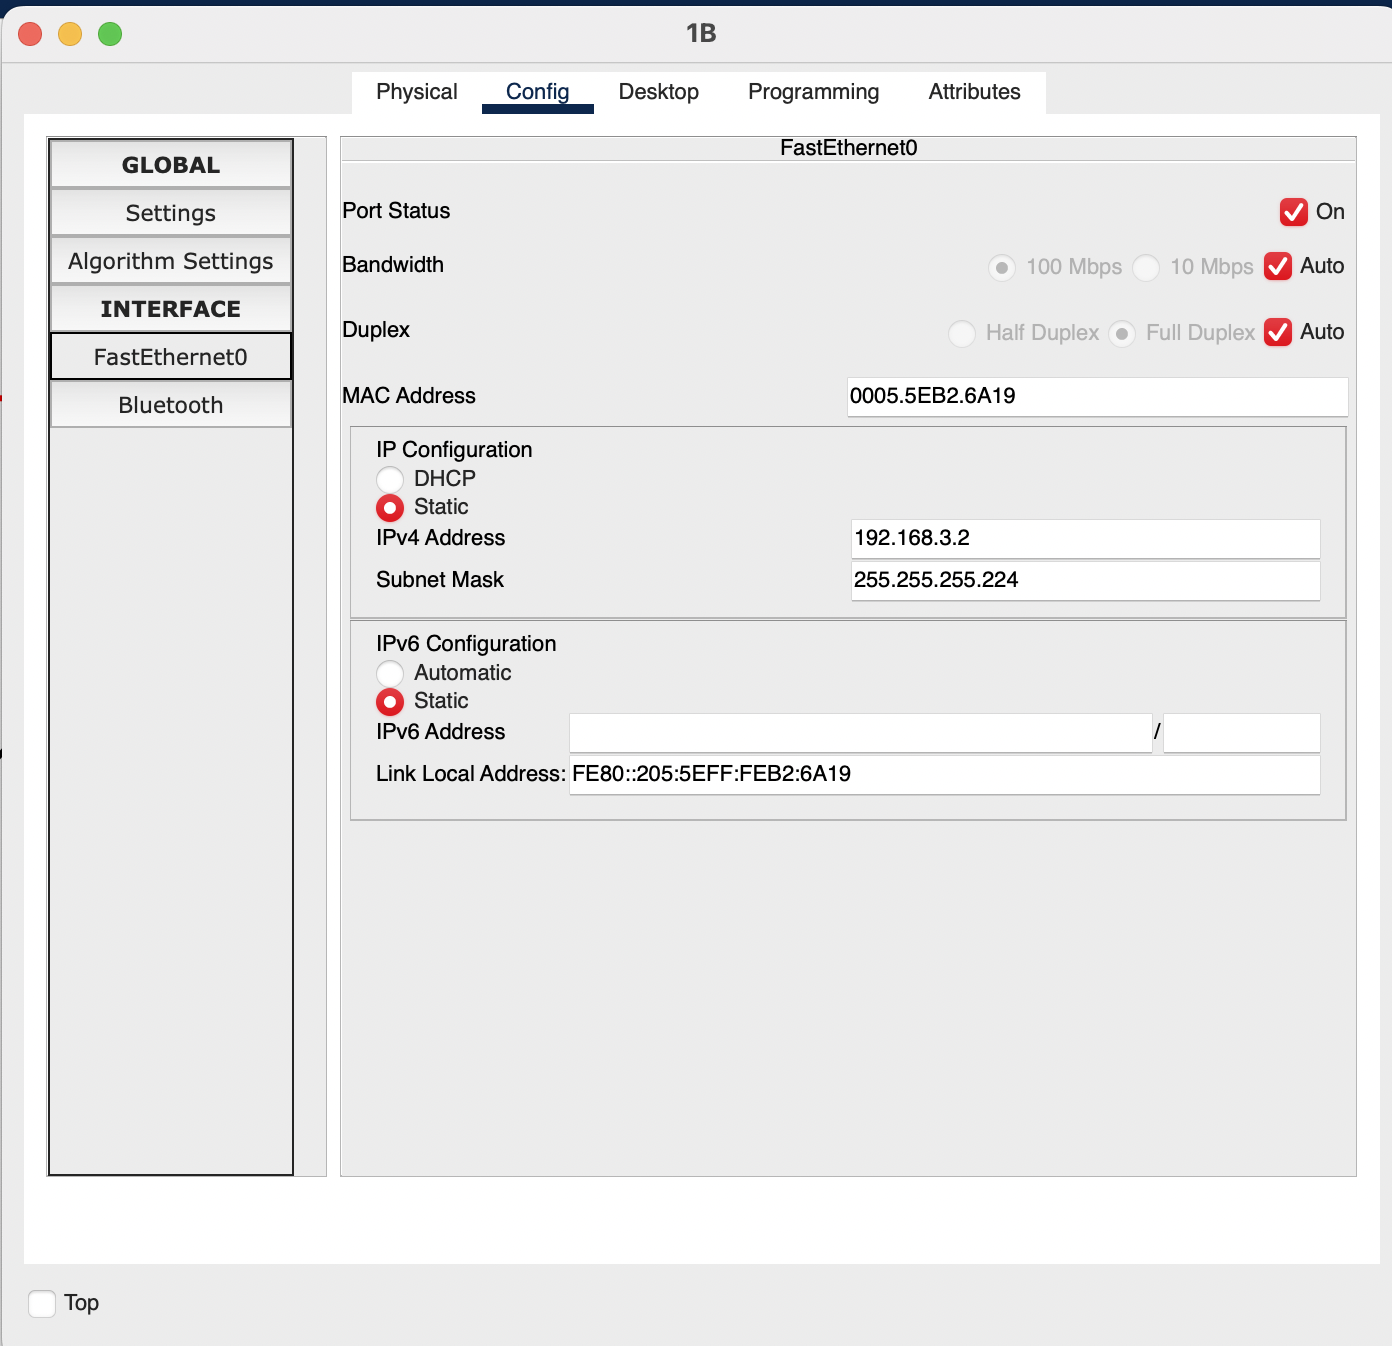 1B
Physical Config Desktop Programming Attributes
GLOBAL
Settings
Algorithm Settings
INTERFACE
FastEthernet0
Bluetooth
FastEthernet0
Port Status On
Bandwidth 100 Mbps 10 Mbps Auto
Duplex Half Duplex Full Duplex Auto
MAC Address 0005.5EB2.6A19
IP Configuration
DHCP
Static
IPv4 Address 192.168.3.2
Subnet Mask 255.255.255.224
IPv6 Configuration
Automatic
Static
IPv6 Address /
Link Local Address: FE80::205:5EFF:FEB2:6A19
Top